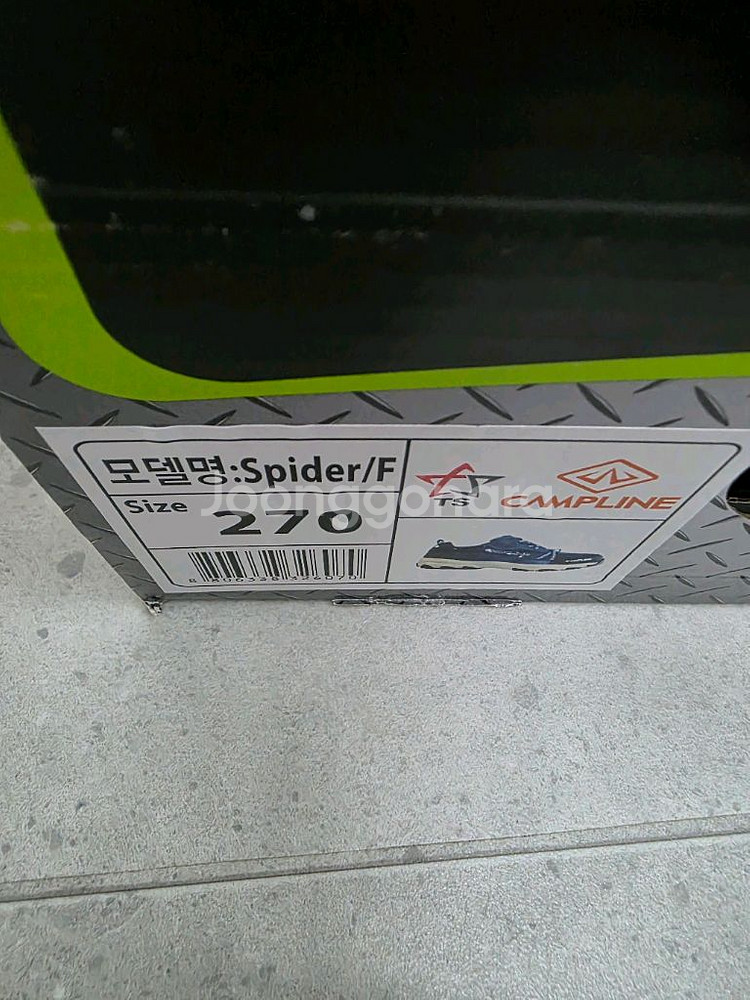 모델명:Spider/F
Size 270
TS
CAMPLINE
Joonggonara